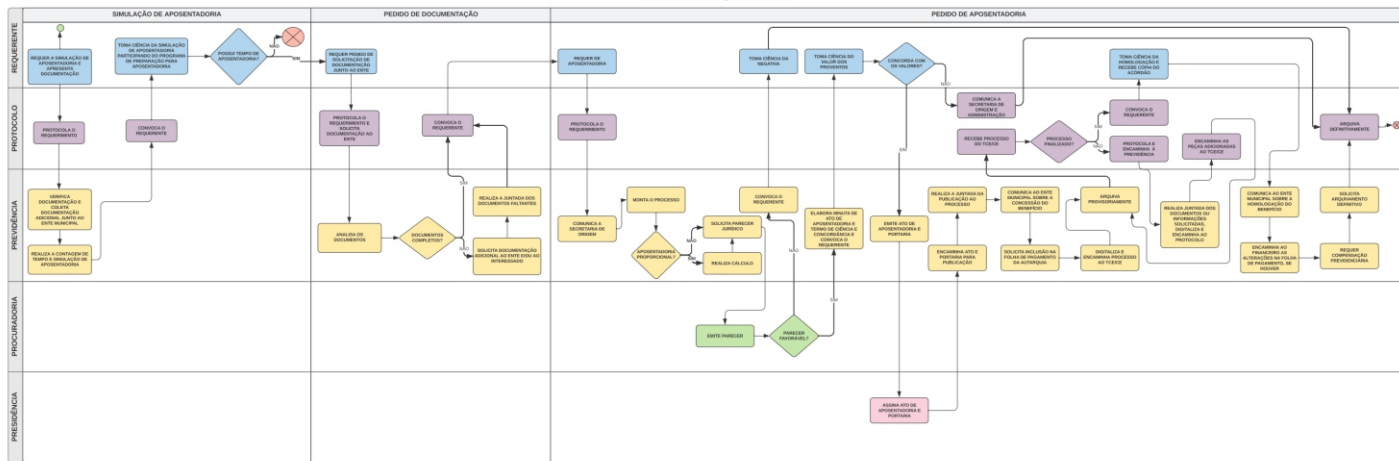 SIMULAÇÃO DE APOSENTADORIA
PEDIDO DE DOCUMENTAÇÃO
PEDIDO DE APOSENTADORIA
REQUERENTE
REQUER A SIMULAÇÃO DE
APOSENTADORIA E
APRESENTA
DOCUMENTAÇÃO
TOMA CIÊNCIA DA SIMULAÇÃO
DE APOSENTADORIA
PARTICIPANDO DO PROGRAMA
DE PREPARAÇÃO PARA
APOSENTADORIA
POSSUI TEMPO DE
APOSENTADORIA?
NÃO
SIM
REQUER PEDIDO DE
SOLICITAÇÃO DE
DOCUMENTAÇÃO
JUNTO AO ENTE
REQUER DE
APOSENTADORIA
TOMA CIÊNCIA DA
NEGATIVA
TOMA CIÊNCIA DO
VALOR DOS
PROVENTOS
CONCORDA COM
OS VALORES?
NÃO
SIM
TOMA CIÊNCIA DA
HOMOLOGAÇÃO E
RECEBE CÓPIA DO
ACORDÃO
PROTOCOLO
PROTOCOLA O
REQUERIMENTO
CONVOCA O
REQUERENTE
PROTOCOLA O
REQUERIMENTO E
SOLICITA
DOCUMENTAÇÃO AO
ENTE
CONVOCA O
REQUERENTE
PROTOCOLA O
REQUERIMENTO
COMUNICA A
SECRETARIA DE
ORIGEM E
ADMINISTRAÇÃO
RECEBE PROCESSO
DO TCE/CE
PROCESSO
FINALIZADO?
SIM
NÃO
CONVOCA O
REQUERENTE
PROTOCOLA E
ENCAMINHA À
PREVIDÊNCIA
ENCAMINHA AS
PEÇAS ADICIONADAS
AO TCE/CE
ARQUIVA
DEFINITIVAMENTE
PREVIDÊNCIA
VERIFICA
DOCUMENTAÇÃO E
COLETA
DOCUMENTAÇÃO
ADICIONAL JUNTO AO
ENTE MUNICIPAL
REALIZA A CONTAGEM DE
TEMPO E SIMULAÇÃO DE
APOSENTADORIA
ANALISA OS
DOCUMENTOS
DOCUMENTOS
COMPLETOS?
SIM
NÃO
REALIZA A JUNTADA DOS
DOCUMENTOS FALTANTES
SOLICITA DOCUMENTAÇÃO
ADICIONAL AO ENTE E/OU AO
INTERESSADO
COMUNICA A
SECRETARIA DE
ORIGEM
MONTA O PROCESSO
APOSENTADORIA
PROPORCIONAL?
NÃO
SIM
SOLICITA PARECER
JURÍDICO
REALIZA CÁLCULO
CONVOCA O
REQUERENTE
ELABORA MINUTA DE
ATO DE
APOSENTADORIA E
TERMO DE CIÊNCIA E
CONCORDÂNCIA E
CONVOCA O
REQUERENTE
EMITE ATO DE
APOSENTADORIA E
PORTARIA
REALIZA A JUNTADA DA
PUBLICAÇÃO AO
PROCESSO
ENCAMINHA ATO E
PORTARIA PARA
PUBLICAÇÃO
COMUNICA AO ENTE
MUNICIPAL SOBRE A
CONCESSÃO DO
BENEFÍCIO
SOLICITA INCLUSÃO NA
FOLHA DE PAGAMENTO
DA AUTARQUIA
ARQUIVA
PROVISORIAMENTE
DIGITALIZA E
ENCAMINHA PROCESSO
AO TCE/CE
REALIZA JUNTADA DOS
DOCUMENTOS OU
INFORMAÇÕES
SOLICITADAS,
DIGITALIZA E
ENCAMINHA AO
PROTOCOLO
COMUNICA AO ENTE
MUNICIPAL SOBRE A
HOMOLOGAÇÃO DO
BENEFÍCIO
ENCAMINHA AO
FINANCEIRO AS
ALTERAÇÕES NA FOLHA
DE PAGAMENTO, SE
HOUVER
SOLICITA
ARQUIVAMENTO
DEFINITIVO
REQUER
COMPENSAÇÃO
PREVIDENCIÁRIA
PROCURADORIA
EMITE PARECER
PARECER
FAVORÁVEL?
NÃO
SIM
PRESIDÊNCIA
ASSINA ATO DE
APOSENTADORIA E
PORTARIA